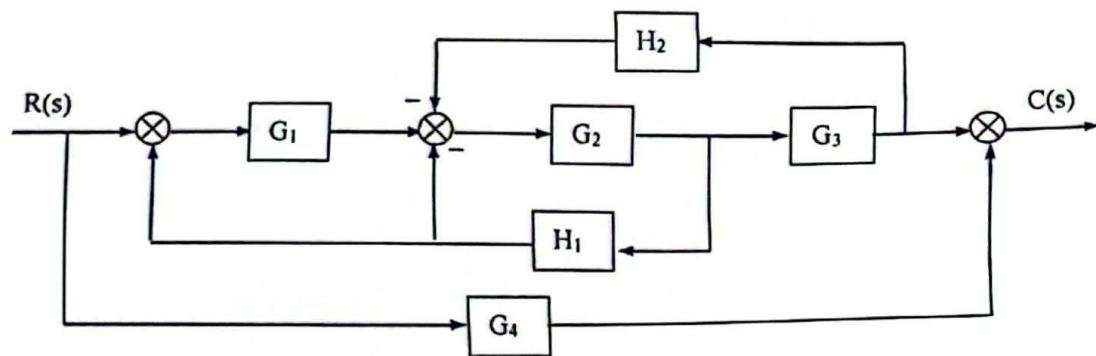 H₂
R(s)
C(s)
−
G₁
G₂
G₃
−
H₁
G₄